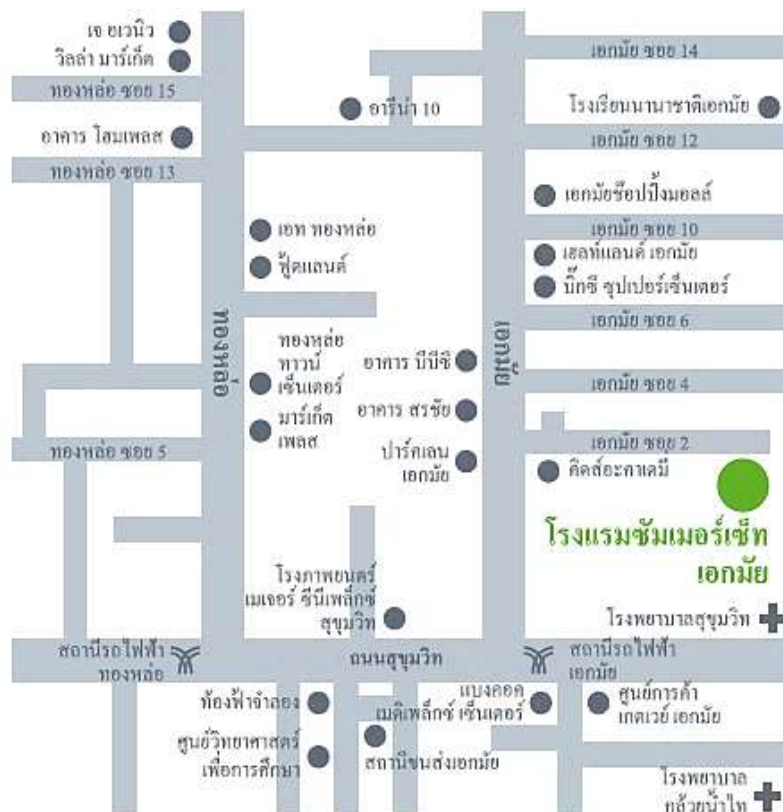 เจ อเวนิว
วิลล่า มาร์เก็ต
ทองหล่อ ซอย 15
อาคาร โฮมเพลส
ทองหล่อ ซอย 13
อารีน่า 10
เอกมัย ซอย 14
โรงเรียนนานาชาติเอกมัย
เอกมัย ซอย 12
เอกมัยช๊อปปิ้งมอลล์
เอกมัย ซอย 10
เฮลท์แลนด์ เอกมัย
บิ๊กซี ซุปเปอร์เซ็นเตอร์
เอกมัย ซอย 6
เอท ทองหล่อ
ฟู้ดแลนด์
ทองหล่อ
ทองหล่อ
ทาวน์
เซ็นเตอร์
มาร์เก็ต
เพลส
อาคาร บีบีซี
อาคาร สรชัย
ปาร์คเลน
เอกมัย
เอกมัย
เอกมัย ซอย 4
เอกมัย ซอย 2
คิดส์อะคาเดมี่
ทองหล่อ ซอย 5
โรงแรมซัมเมอร์เซ็ท
เอกมัย
โรงภาพยนตร์
เมเจอร์ ซีนีเพล็กซ์
สุขุมวิท
โรงพยาบาลสุขุมวิท
สถานีรถไฟฟ้า
ทองหล่อ
ถนนสุขุมวิท
สถานีรถไฟฟ้า
เอกมัย
ท้องฟ้าจำลอง
แบงคอค
เมดิเพล็กซ์ เซ็นเตอร์
ศูนย์การค้า
เกตเวย์ เอกมัย
ศูนย์วิทยาศาสตร์
เพื่อการศึกษา
สถานีขนส่งเอกมัย
โรงพยาบาล
กล้วยน้ำไท